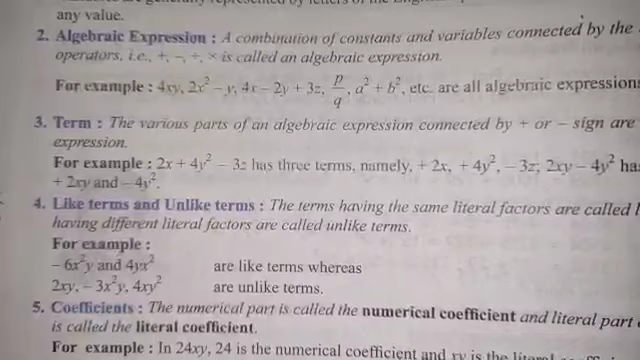 any value.
2. Algebraic Expression : A combination of constants and variables connected by the
operators, i.e., +, –, ÷, × is called an algebraic expression.
For example : 4xy, 2x² – y, 4x – 2y + 3z, p/q, a² + b², etc. are all algebraic expressions
3. Term : The various parts of an algebraic expression connected by + or – sign are
expression.
For example : 2x + 4y² – 3z has three terms, namely, + 2x, + 4y², – 3z; 2xy – 4y² has
+ 2xy and – 4y².
4. Like terms and Unlike terms : The terms having the same literal factors are called
having different literal factors are called unlike terms.
For example :
– 6x²y and 4yx² are like terms whereas
2xy, – 3x²y, 4xy² are unlike terms.
5. Coefficients : The numerical part is called the numerical coefficient and literal part
is called the literal coefficient.
For example : In 24xy, 24 is the numerical coefficient and xy is the literal